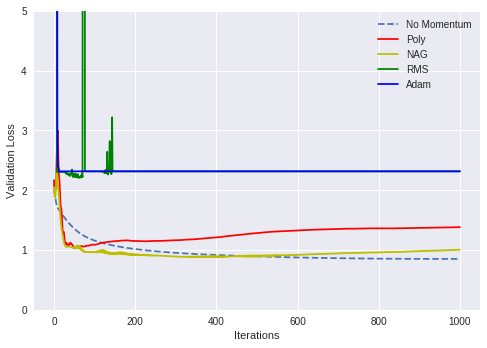 5
4
3
2
1
0
Validation Loss
No Momentum
Poly
NAG
RMS
Adam
0 200 400 600 800 1000
Iterations